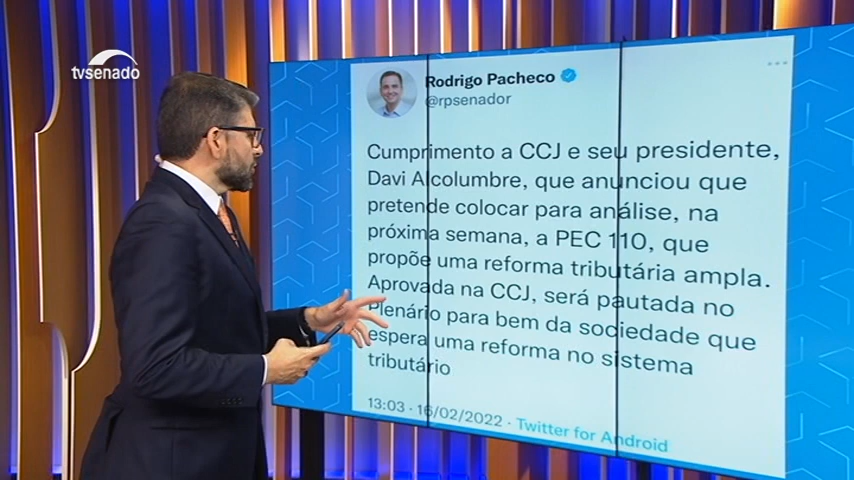 tvsenado
Rodrigo Pacheco
@rpsenador
Cumprimento a CCJ e seu presidente,
Davi Alcolumbre, que anunciou que
pretende colocar para análise, na
próxima semana, a PEC 110, que
propõe uma reforma tributária ampla.
Aprovada na CCJ, será pautada no
Plenário para bem da sociedade que
espera uma reforma no sistema
tributário
13:03 · 16/02/2022 · Twitter for Android